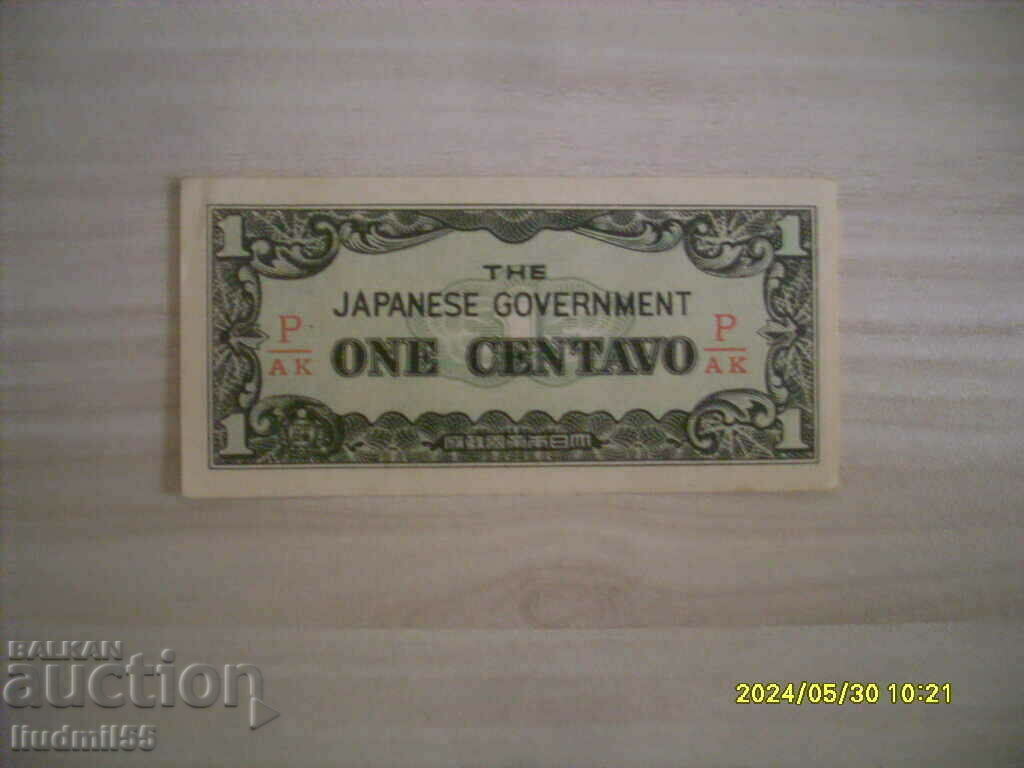 1 1
THE
JAPANESE GOVERNMENT
P P
AK ONE CENTAVO AK
1 1
府政國帝本日大
BALKAN
auction
liudmil55
2024/05/30 10:21